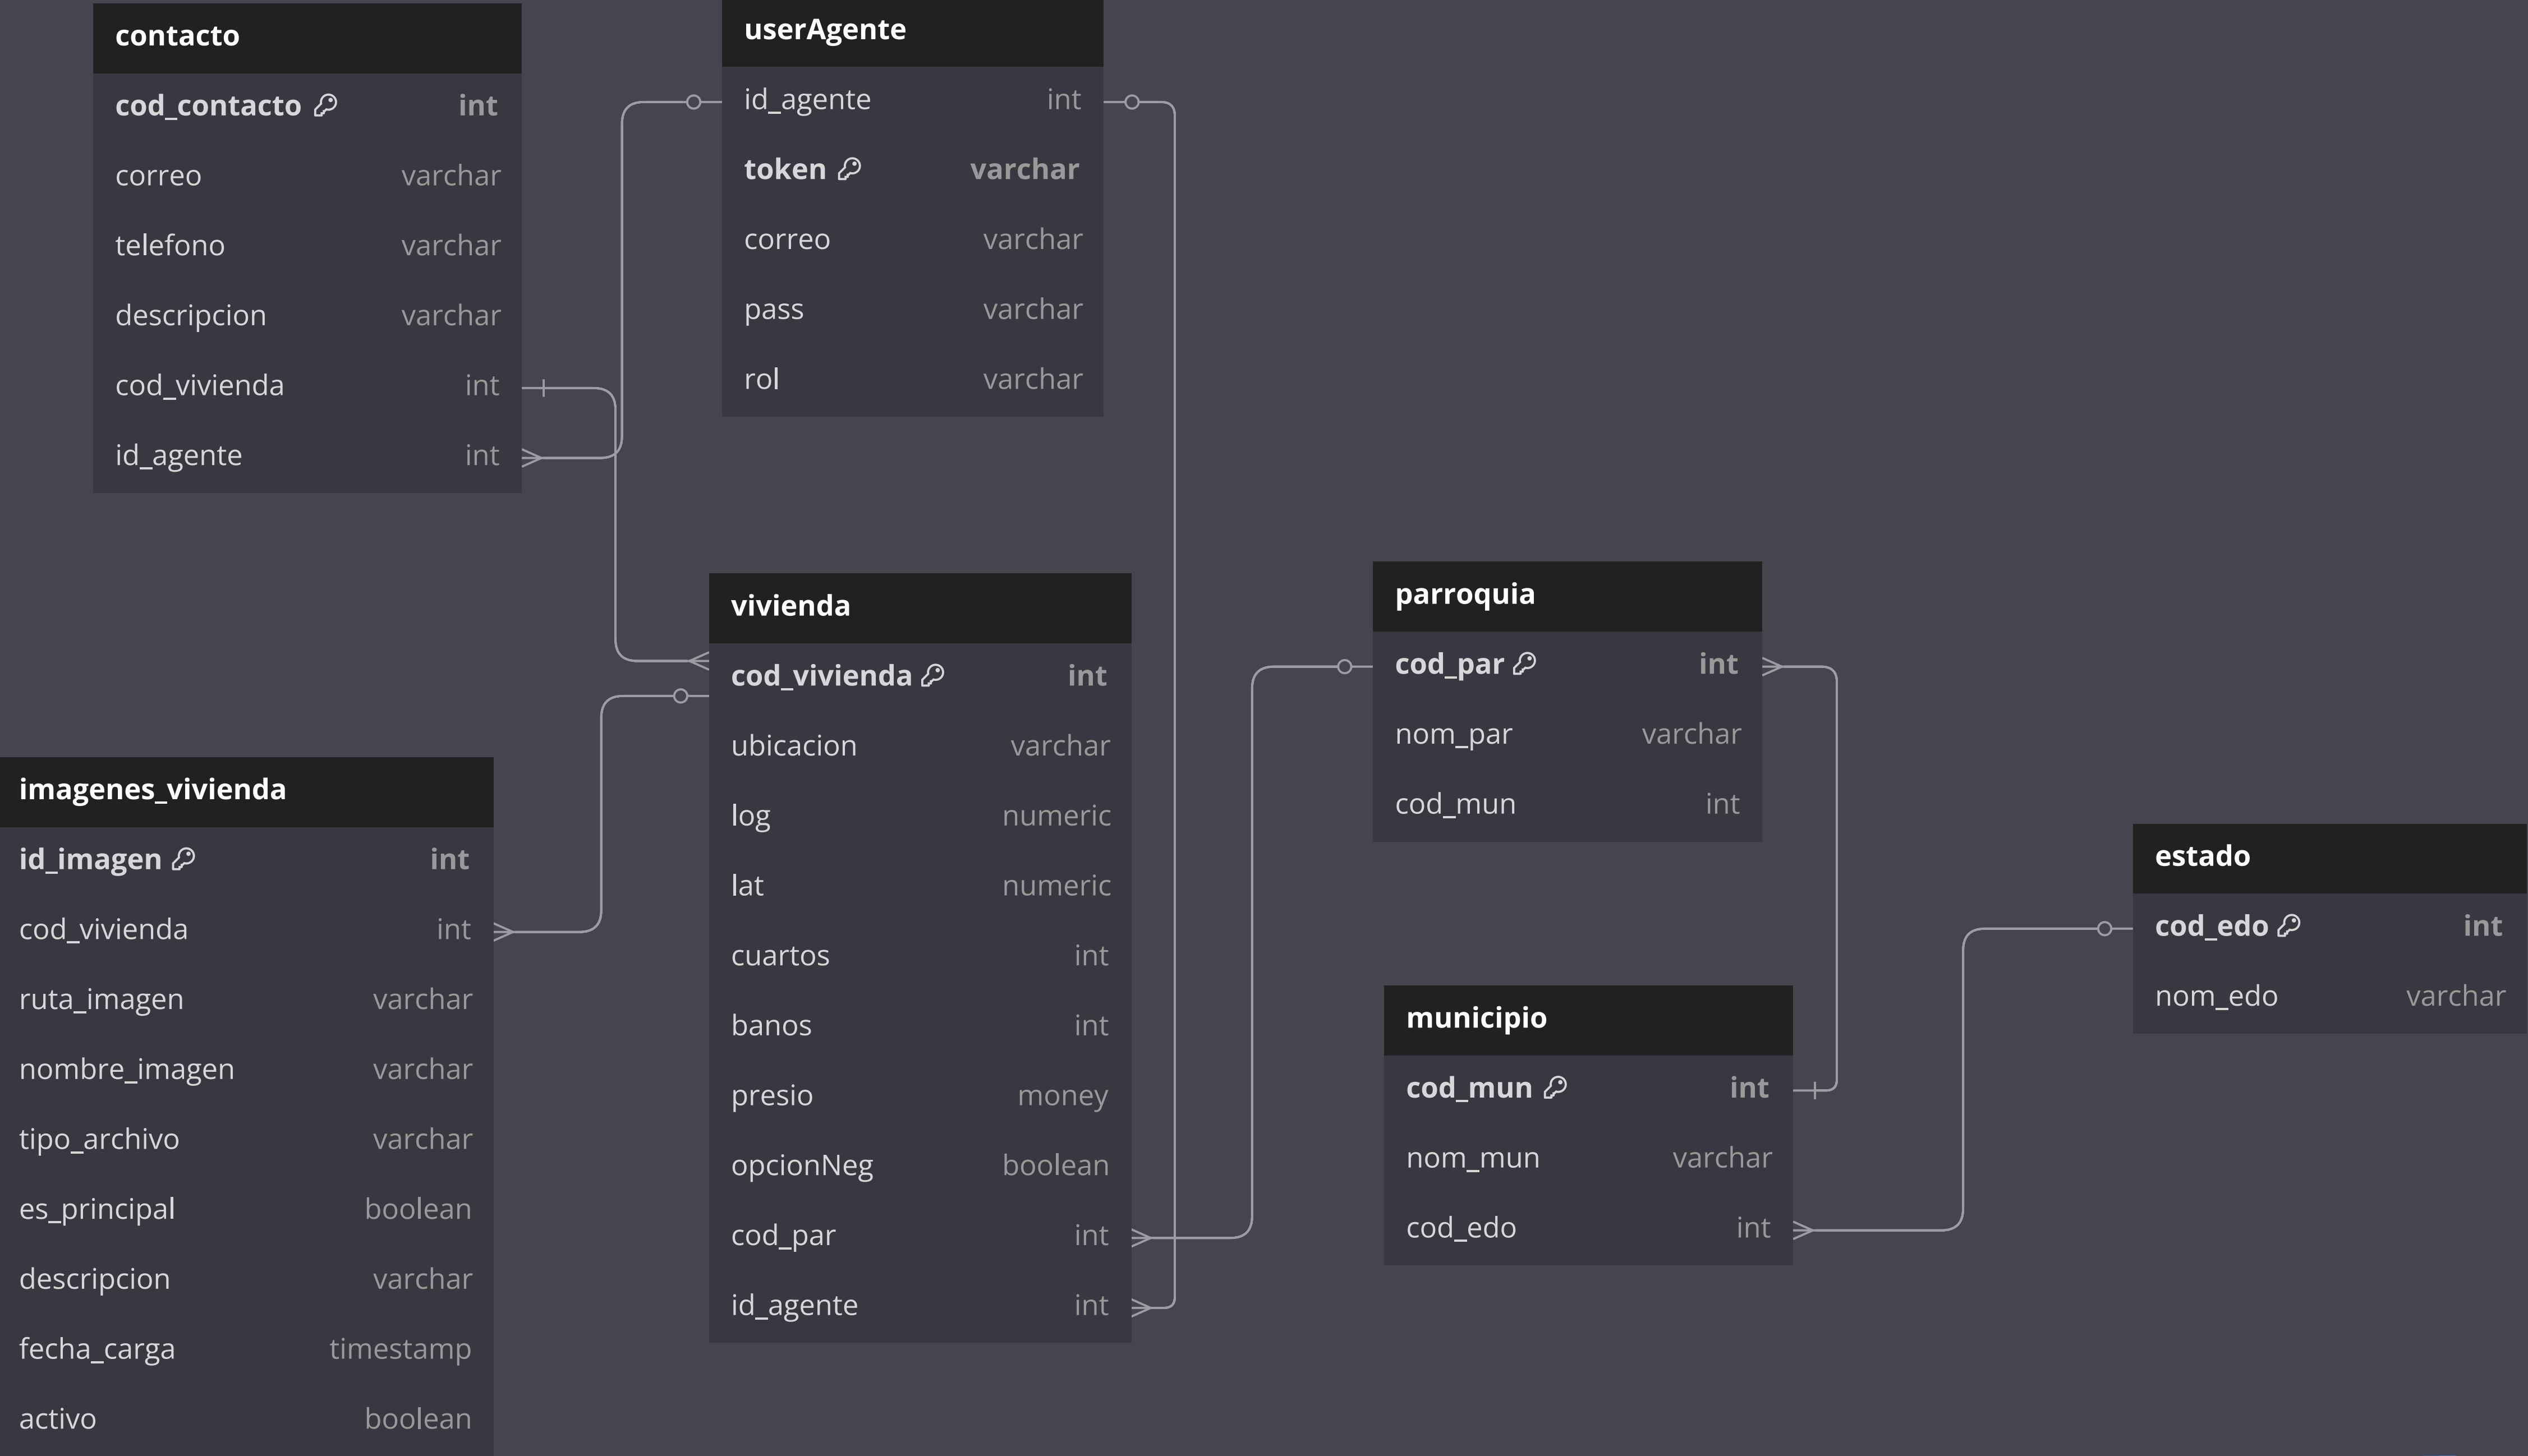 contacto
cod_contacto int
correo varchar
telefono varchar
descripcion varchar
cod_vivienda int
id_agente int
userAgente
id_agente int
token varchar
correo varchar
pass varchar
rol varchar
vivienda
cod_vivienda int
ubicacion varchar
log numeric
lat numeric
cuartos int
banos int
presio money
opcionNeg boolean
cod_par int
id_agente int
imagenes_vivienda
id_imagen int
cod_vivienda int
ruta_imagen varchar
nombre_imagen varchar
tipo_archivo varchar
es_principal boolean
descripcion varchar
fecha_carga timestamp
activo boolean
parroquia
cod_par int
nom_par varchar
cod_mun int
municipio
cod_mun int
nom_mun varchar
cod_edo int
estado
cod_edo int
nom_edo varchar